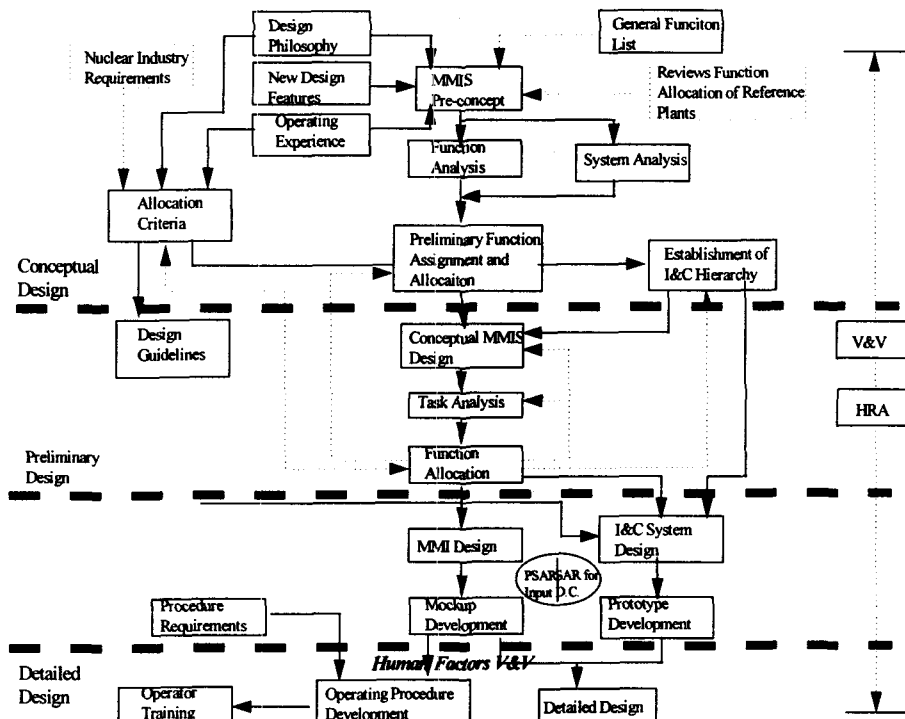 Design
Philosophy
General Funciton
List
Nuclear Industry
Requirements
New Design
Features
MMIS
Pre-concept
Reviews Function
Allocation of Reference
Plants
Operating
Experience
Function
Analysis
System Analysis
Allocation
Criteria
Preliminary Function
Assignment and
Allocaiton
Establishment of
I&C Hierarchy
Conceptual
Design
Design
Guidelines
Conceptual MMIS
Design
V&V
Task Analysis
HRA
Function
Allocation
Preliminary
Design
MMI Design
I&C System
Design
PSAR SAR for
Input D.C.
Procedure
Requirements
Mockup
Development
Prototype
Development
Human Factors V&V
Detailed
Design
Operator
Training
Operating Procedure
Development
Detailed Design